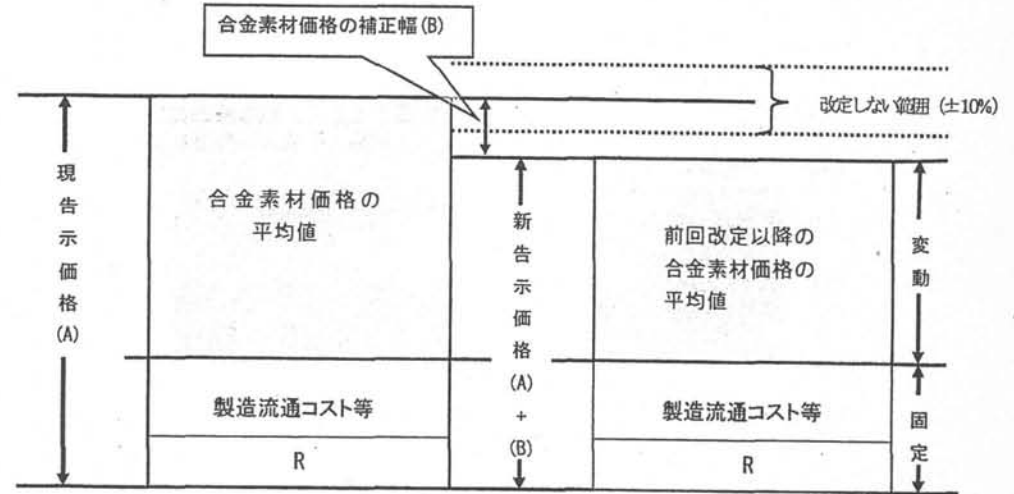 合金素材価格の補正幅(B)
改定しない範囲 (±10%)
現告示価格(A)
合金素材価格の
平均値
新告示価格(A)+(B)
前回改定以降の
合金素材価格の
平均値
変動
製造流通コスト等
製造流通コスト等
固定
R
R